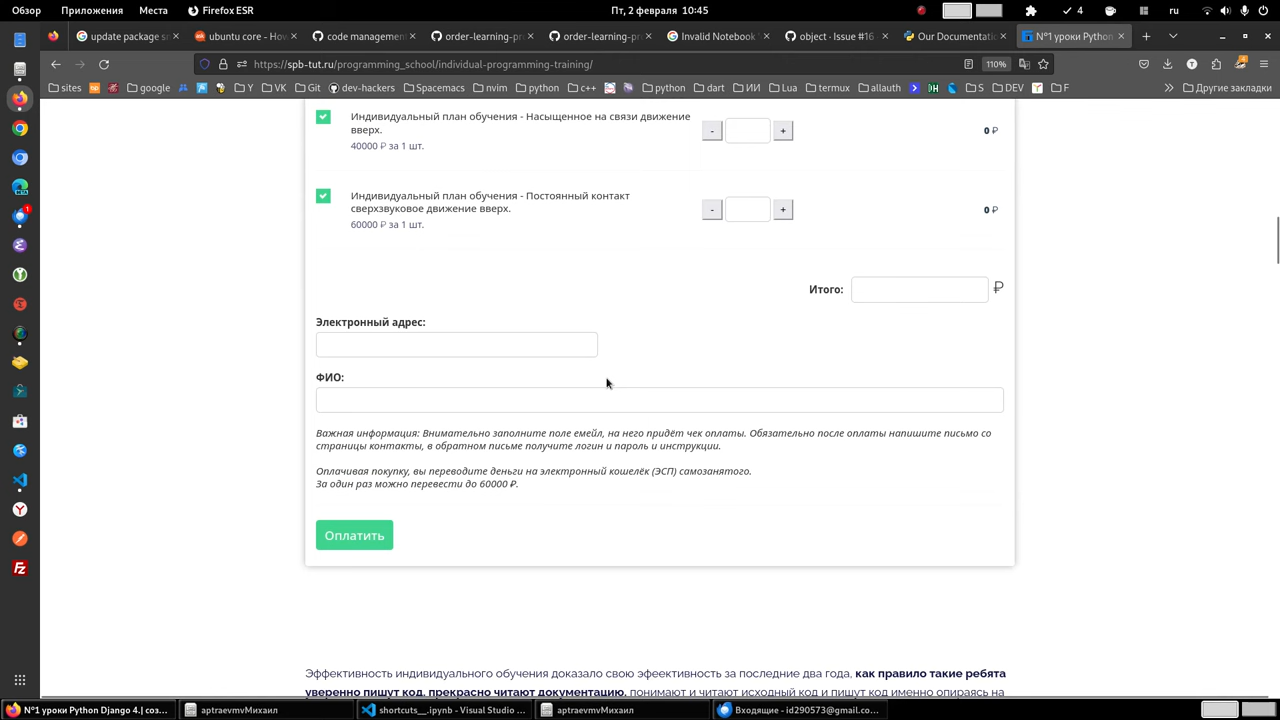 Обзор Приложения Места Firefox ESR Пт, 2 февраля 10:45 4 ru
update package s
ubuntu core - How
code management
order-learning-pr
order-learning-pr
Invalid Notebook
object · Issue #16
Our Documentati
№1 уроки Python
https://spb-tut.ru/programming_school/individual-programming-training/ 110%
sites google Y VK Git dev-hackers Spacemacs nvim python c++ python dart ИИ Lua termux allauth S DEV F » Другие закладки
Индивидуальный план обучения - Насыщенное на связи движение
вверх.
40000 ₽ за 1 шт.
- +
0 ₽
Индивидуальный план обучения - Постоянный контакт
сверхзвуковое движение вверх.
60000 ₽ за 1 шт.
- +
0 ₽
Итого: ₽
Электронный адрес:
ФИО:
Важная информация: Внимательно заполните поле емейл, на него придёт чек оплаты. Обязательно после оплаты напишите письмо со
страницы контакты, в обратном письме получите логин и пароль и инструкции.
Оплачивая покупку, вы переводите деньги на электронный кошелёк (ЭСП) самозанятого.
За один раз можно перевести до 60000 ₽.
Оплатить
Эффективность индивидуального обучения доказало свою эфективность за последние два года, как правило такие ребята
уверенно пишут код, прекрасно читают документацию, понимают и читают исходный код и пишут код именно опираясь на
№1 уроки Python Django 4.| соз... aptraevmvМихаил shortcuts__.ipynb - Visual Studio ... aptraevmvМихаил Входящие - id290573@gmail.co...